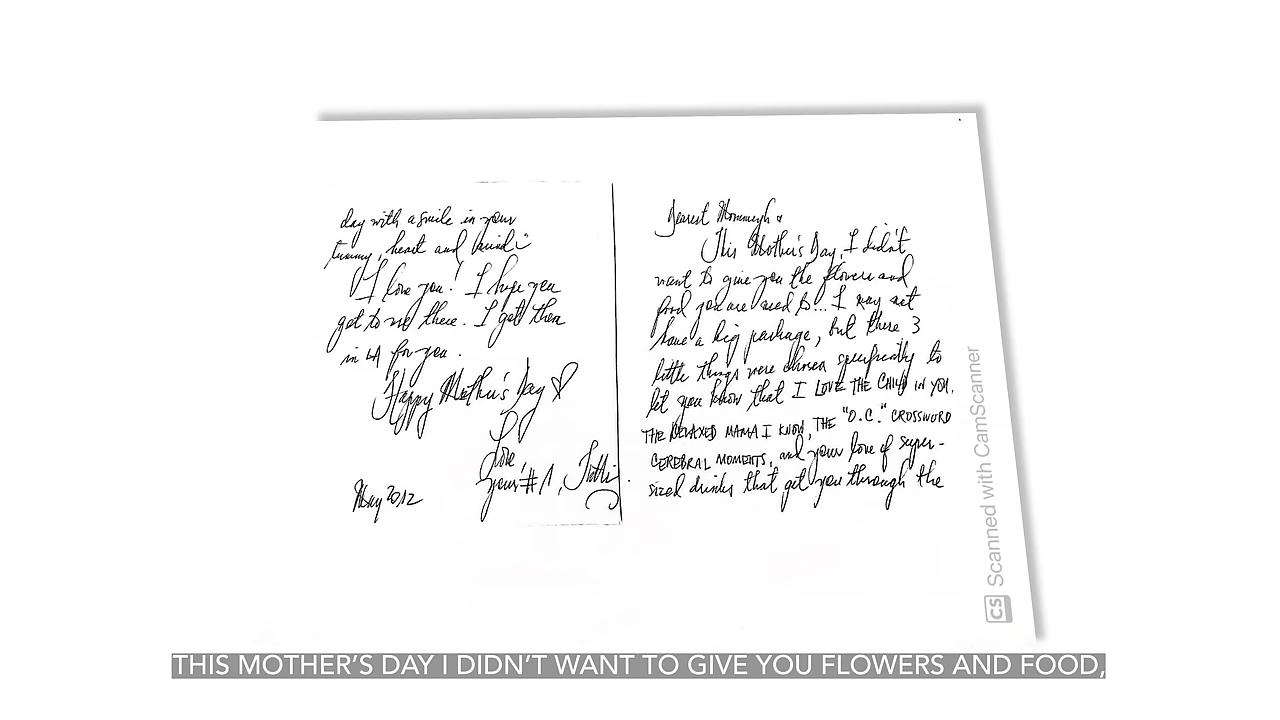 Dearest Mommyh,
This Mother's Day, I didn't
want to give you the flowers and
food you are used to... I may not
have a big package, but these 3
little things were chosen specifically to
let you know that I LOVE THE CHILD IN YOU,
THE RELAXED MAMA I KNOW, THE "O.C." CROSSWORD
CEREBRAL MOMENTS, and your love of super-
sized drinks that get you through the
day with a smile in your
tummy, heart and mind
I love you! I hope you
get to use these. I got them
in LA for you.
Happy Mother's Day ♡
Love,
your #1,
May 2012
CS Scanned with CamScanner
THIS MOTHER'S DAY I DIDN'T WANT TO GIVE YOU FLOWERS AND FOOD,